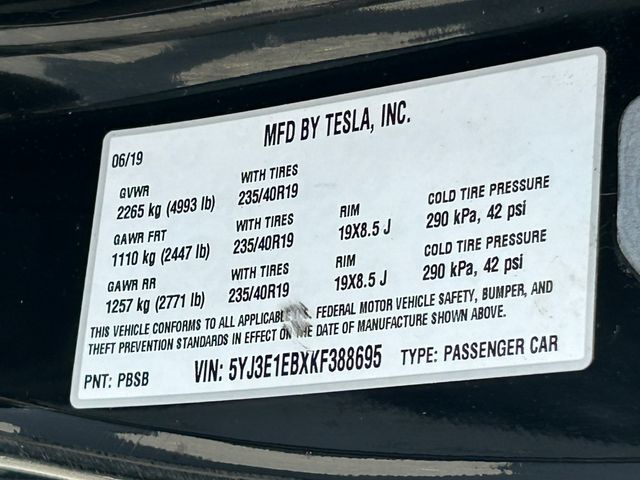 MFD BY TESLA, INC.
06/19
GVWR WITH TIRES
2265 kg (4993 lb) 235/40R19
GAWR FRT WITH TIRES RIM COLD TIRE PRESSURE
1110 kg (2447 lb) 235/40R19 19X8.5 J 290 kPa, 42 psi
GAWR RR WITH TIRES RIM COLD TIRE PRESSURE
1257 kg (2771 lb) 235/40R19 19X8.5 J 290 kPa, 42 psi
THIS VEHICLE CONFORMS TO ALL FEDERAL MOTOR VEHICLE SAFETY, BUMPER, AND
THEFT PREVENTION STANDARDS IN EFFECT ON THE DATE OF MANUFACTURE SHOWN ABOVE.
PNT: PBSB VIN: 5YJ3E1EBXKF388695 TYPE: PASSENGER CAR